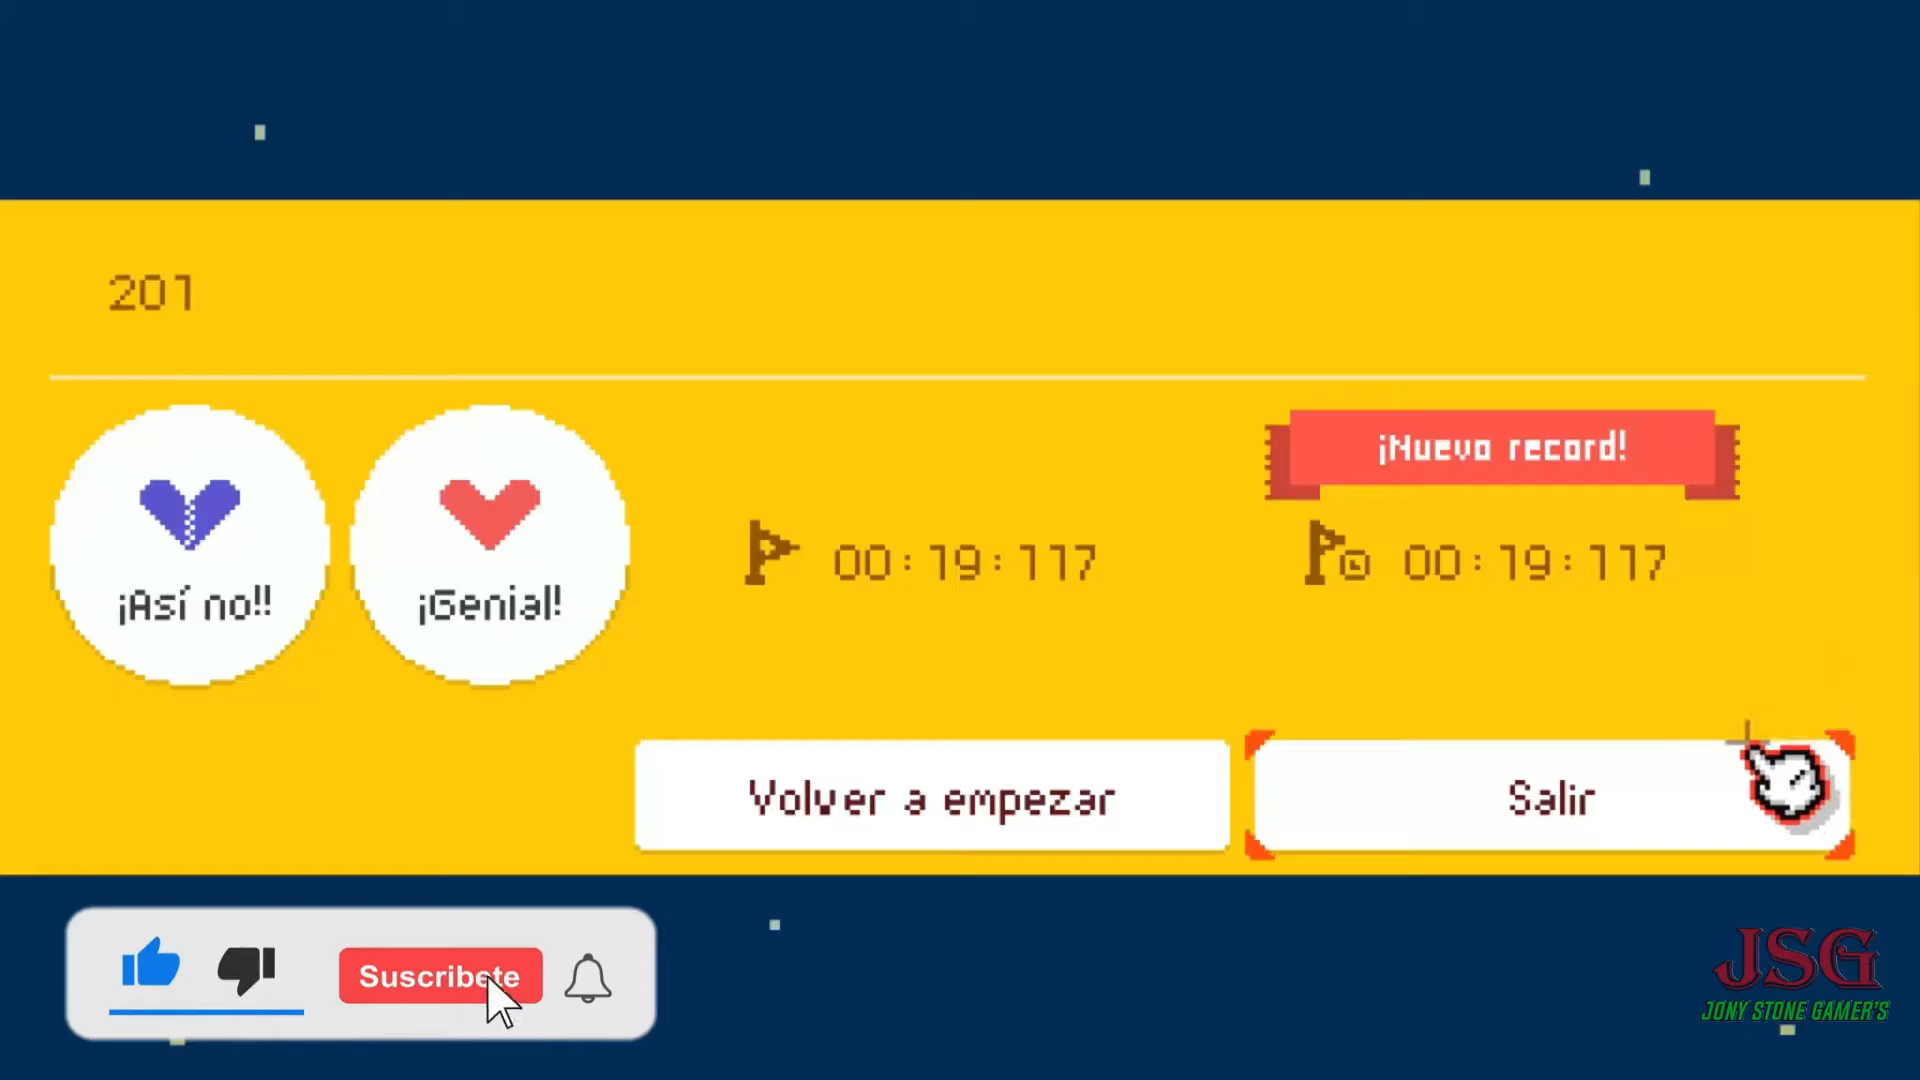 201
¡Nuevo record!
00:19:117
00:19:117
¡Así no!!
¡Genial!
Volver a empezar
Salir
Suscribete
JSG
JONY STONE GAMER'S